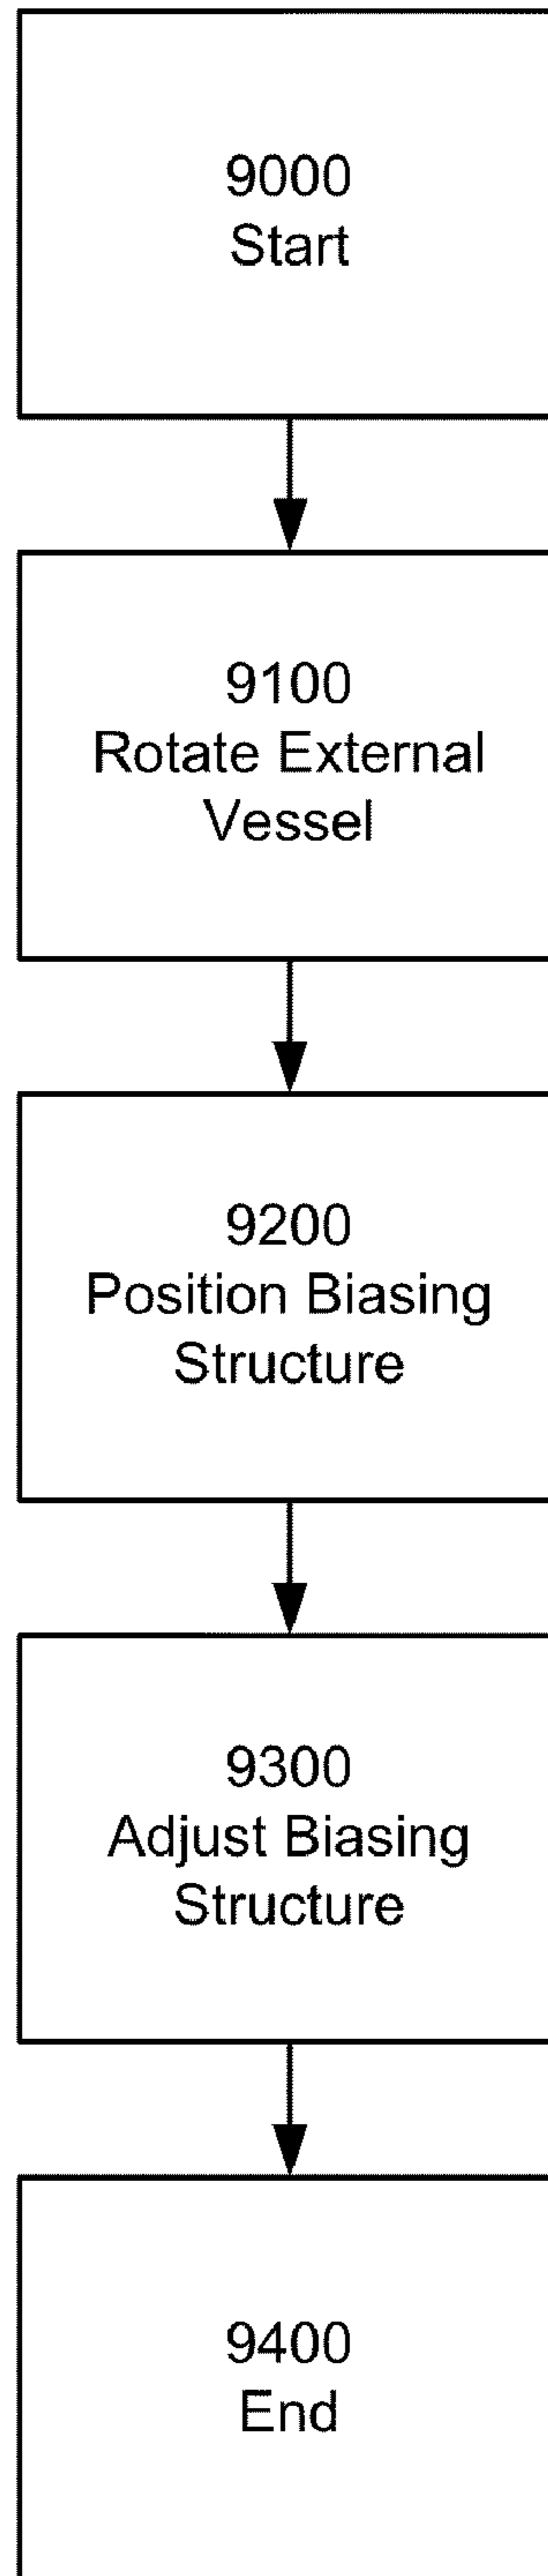 9000
Start
9100
Rotate External
Vessel
9200
Position Biasing
Structure
9300
Adjust Biasing
Structure
9400
End